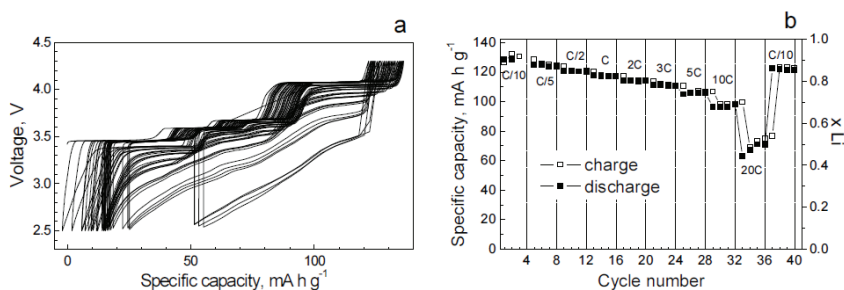 a
4.5
4.0
3.5
3.0
2.5
0
50
100
Voltage, V
Specific capacity, mA h g⁻¹
b
140
120
100
80
60
40
20
0
1.0
0.8
0.6
0.4
0.2
0.0
0 4 8 12 16 20 24 28 32 36 40
Specific capacity, mA h g⁻¹
x Li
Cycle number
C/10
C/5
C/2
C
2C
3C
5C
10C
20C
C/10
charge
discharge